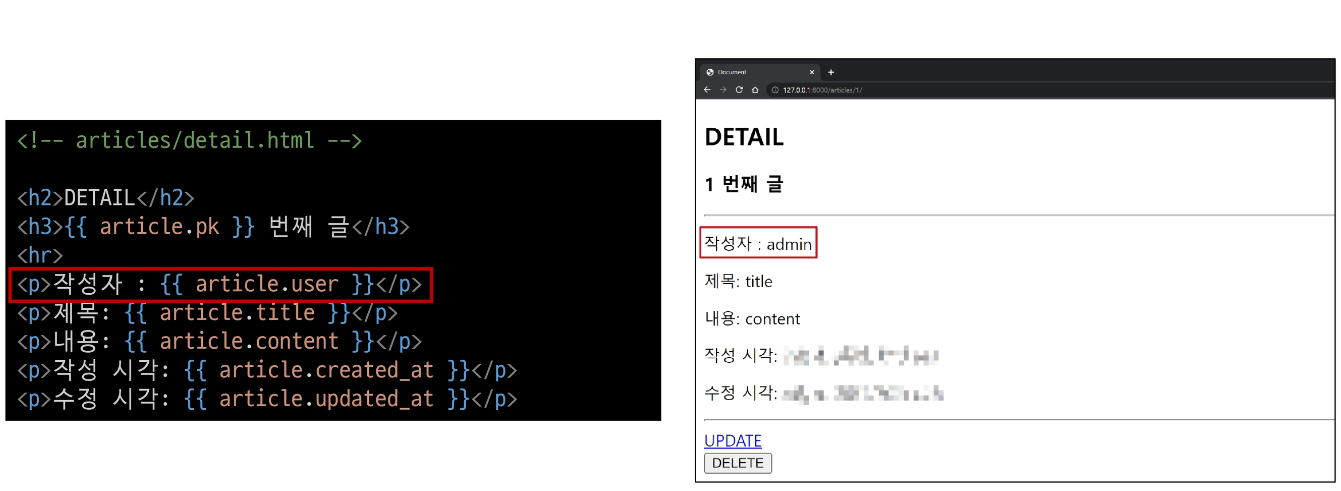 <!-- articles/detail.html -->
<h2>DETAIL</h2>
<h3>{{ article.pk }} 번째 글</h3>
<hr>
<p>작성자 : {{ article.user }}</p>
<p>제목: {{ article.title }}</p>
<p>내용: {{ article.content }}</p>
<p>작성 시각: {{ article.created_at }}</p>
<p>수정 시각: {{ article.updated_at }}</p>
Document
127.0.0.1:8000/articles/1/
DETAIL
1 번째 글
작성자 : admin
제목: title
내용: content
작성 시각:
수정 시각:
UPDATE
DELETE